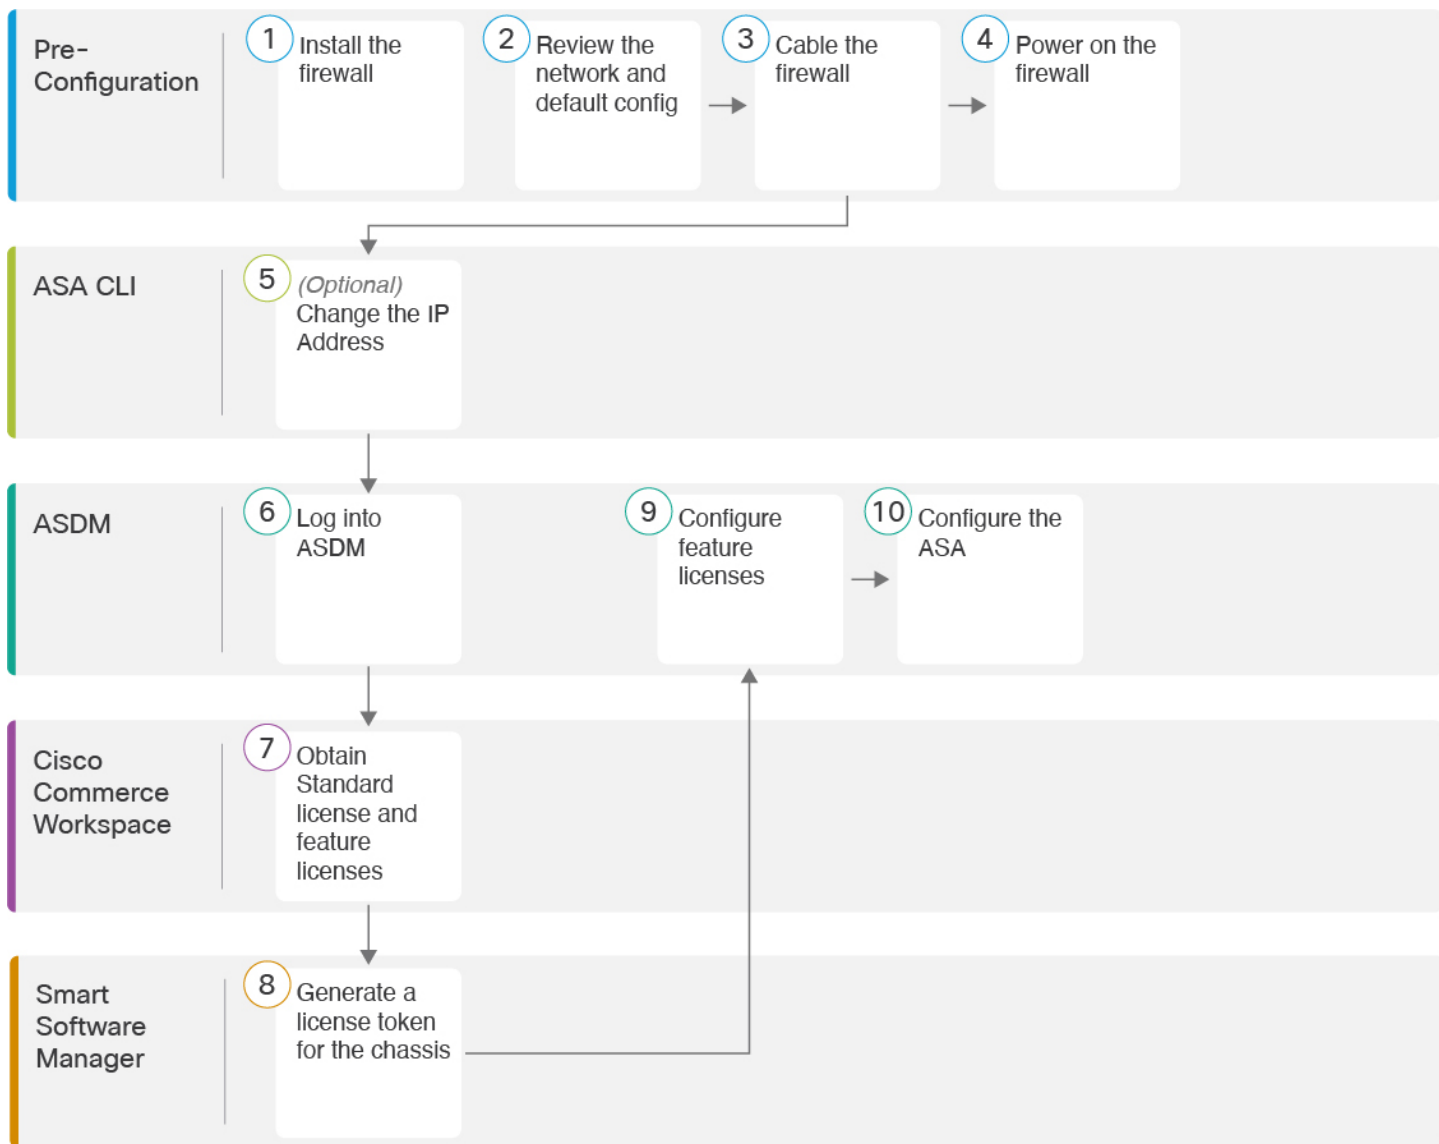 Pre-
Configuration
1
Install the
firewall
2
Review the
network and
default config
3
Cable the
firewall
4
Power on the
firewall
ASA CLI
5
(Optional)
Change the IP
Address
ASDM
6
Log into
ASDM
9
Configure
feature
licenses
10
Configure the
ASA
Cisco
Commerce
Workspace
7
Obtain
Standard
license and
feature
licenses
Smart
Software
Manager
8
Generate a
license token
for the chassis